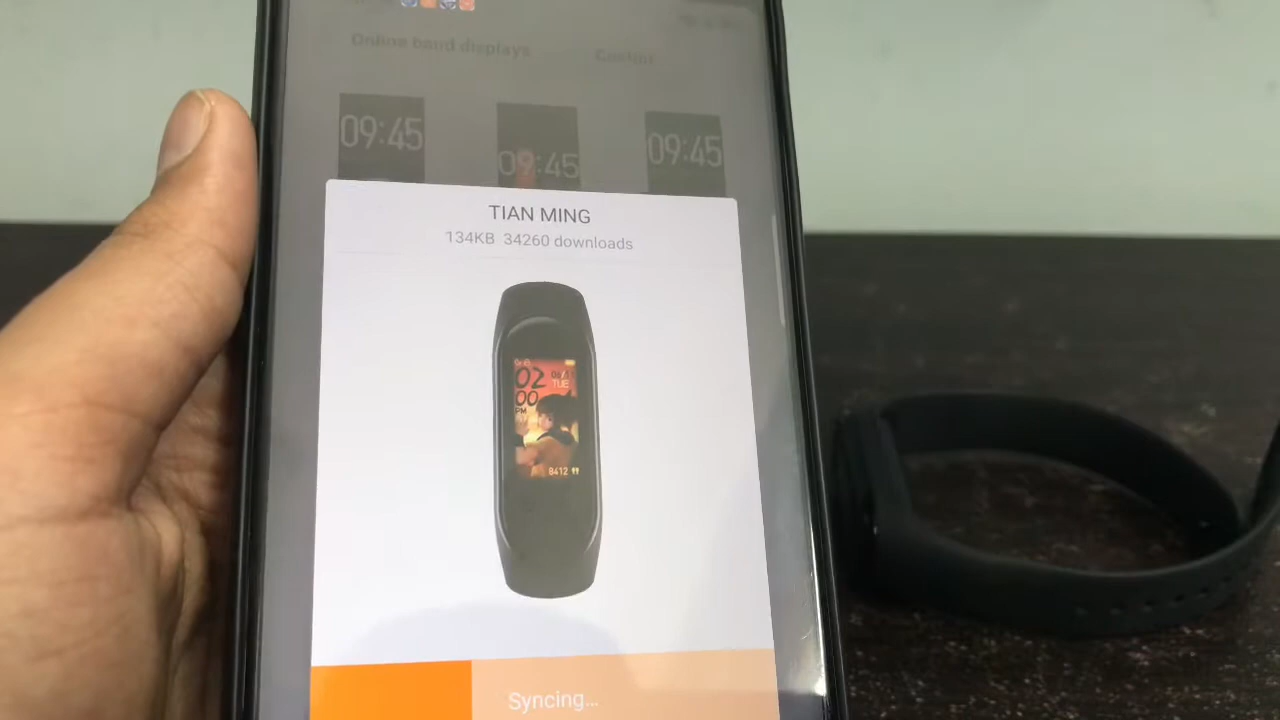 Online band displays
Custom
09:45
09:45
09:45
TIAN MING
134KB 34260 downloads
02
TUE
00
PM
8412
Syncing...